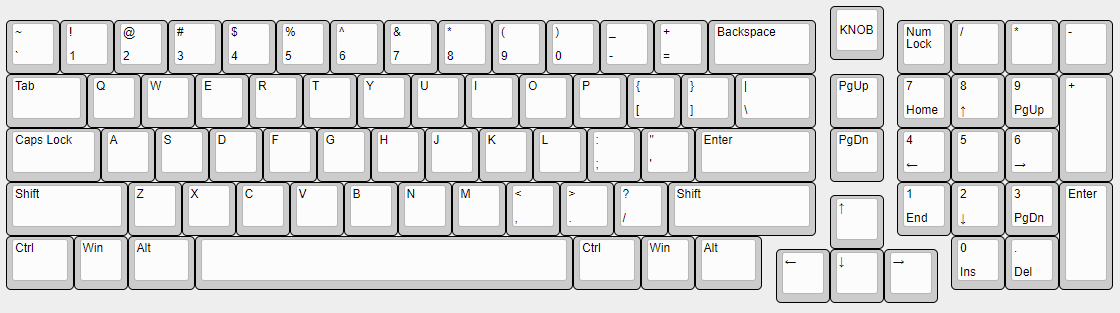 ~ ! @ # $ % ^ & * ( ) _ + Backspace KNOB Num Lock / * -
` 1 2 3 4 5 6 7 8 9 0 - =
Tab Q W E R T Y U I O P { } | PgUp 7 8 9 +
[ ] \ Home ↑ PgUp
Caps Lock A S D F G H J K L : " Enter PgDn 4 5 6
; ' ← →
Shift Z X C V B N M < > ? Shift ↑ 1 2 3 Enter
, . / End ↓ PgDn
Ctrl Win Alt Ctrl Win Alt ← ↓ → 0 .
Ins Del